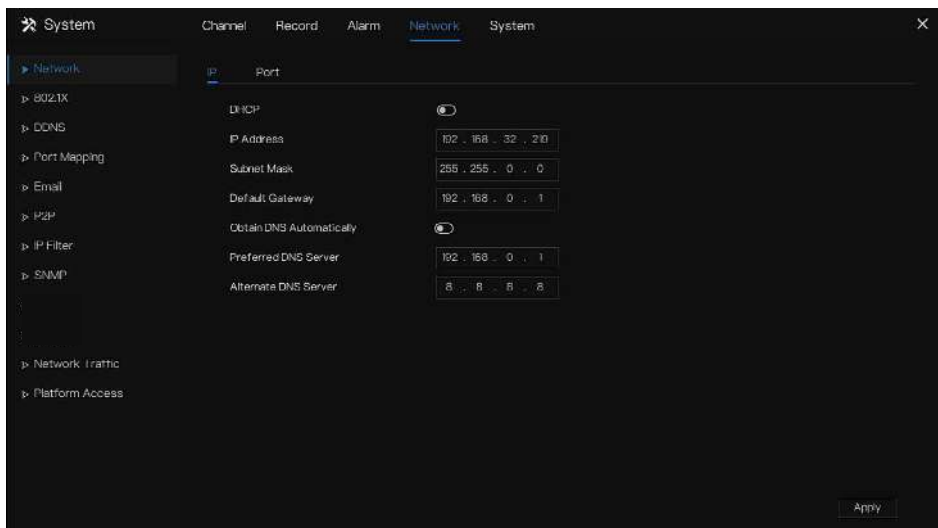 System
Channel Record Alarm Network System
Network
802.1X
DDNS
Port Mapping
Email
P2P
IP Filter
SNMP
Network Traffic
Platform Access
IP Port
DHCP
IP Address 192 . 168 . 32 . 210
Subnet Mask 255 . 255 . 0 . 0
Default Gateway 192 . 168 . 0 . 1
Obtain DNS Automatically
Preferred DNS Server 192 . 168 . 0 . 1
Alternate DNS Server 8 . 8 . 8 . 8
Apply